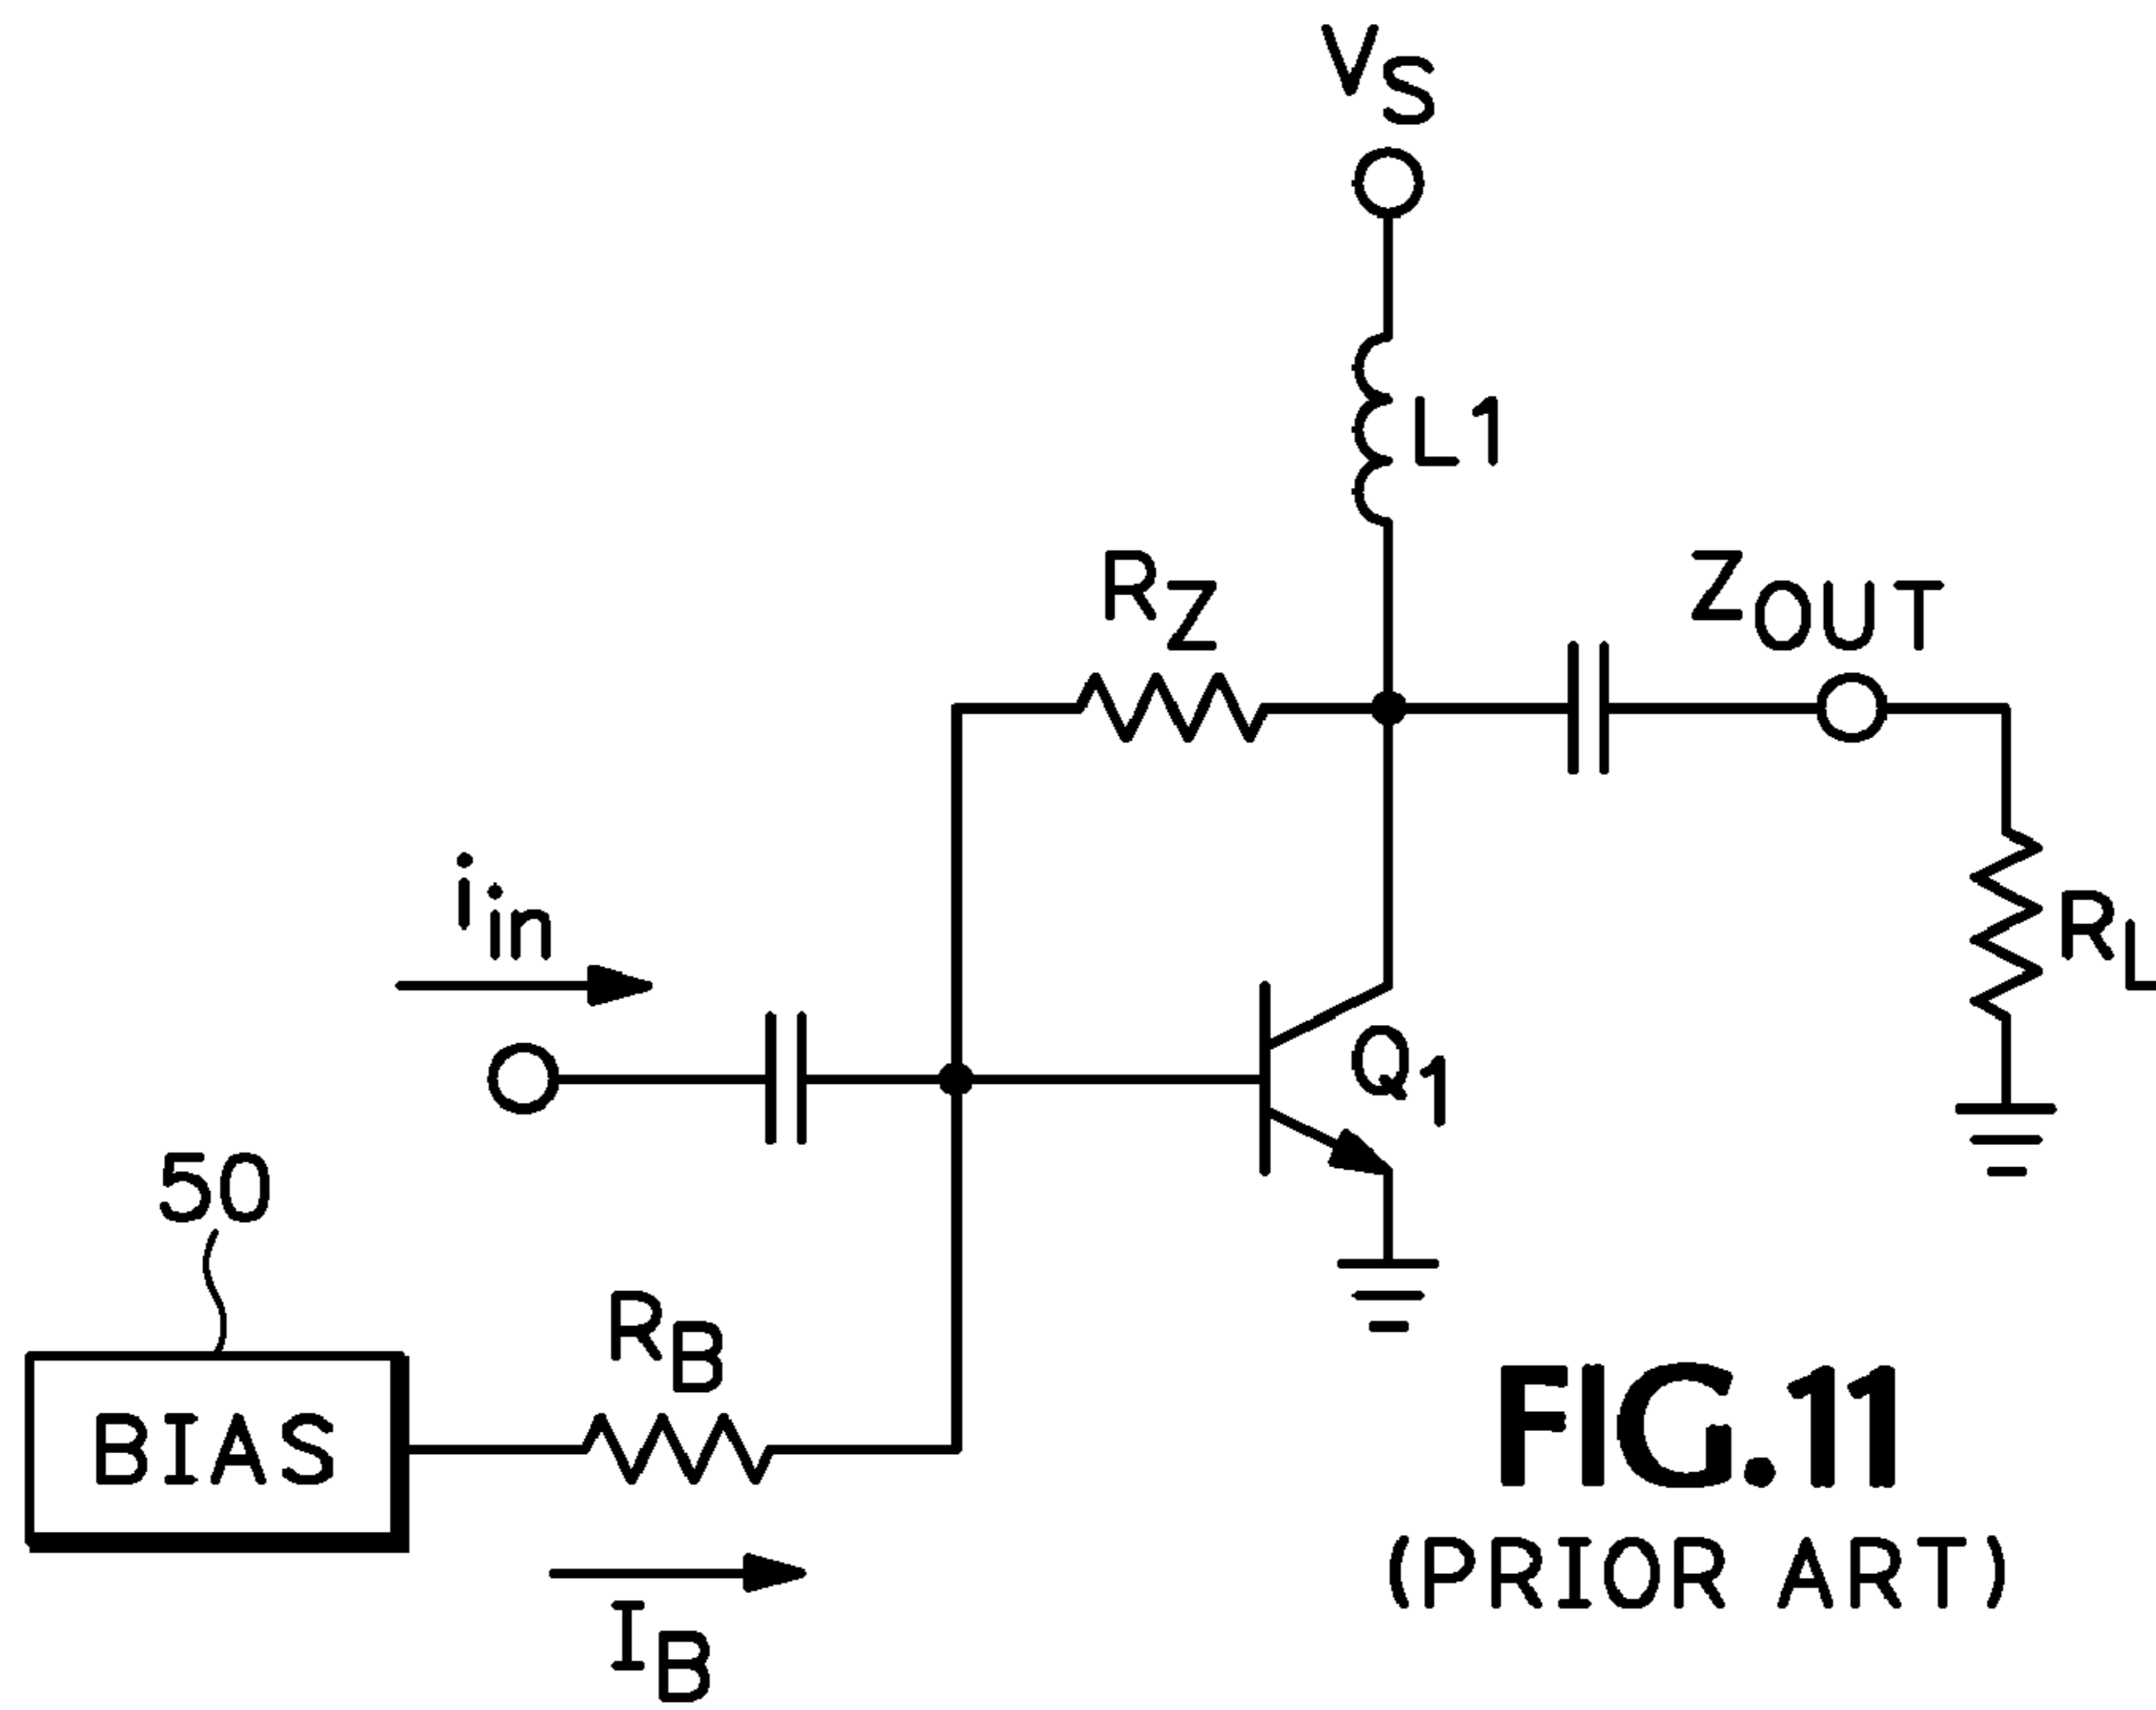 VS
L1
RZ
ZOUT
iin
RL
Q1
50
RB
BIAS
IB
FIG.11
(PRIOR ART)